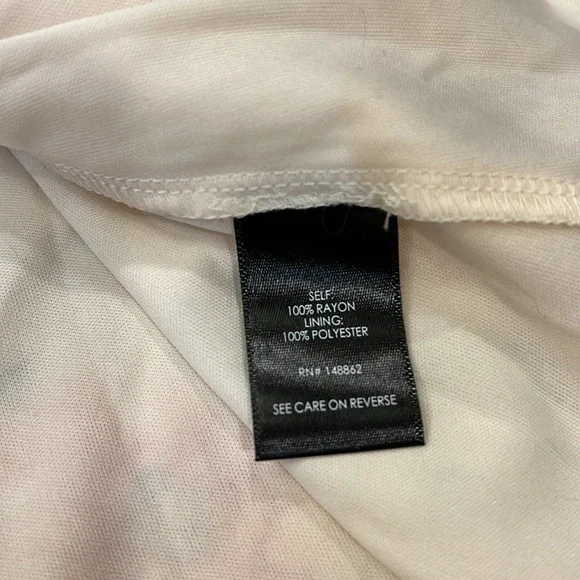 SELF:
100% RAYON
LINING:
100% POLYESTER
RN# 148862
SEE CARE ON REVERSE